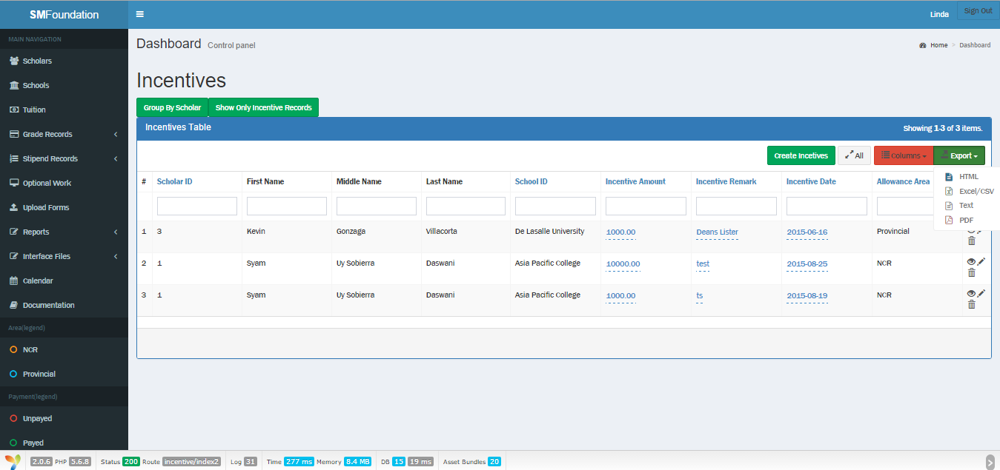 SMFoundation
Linda
Sign Out
MAIN NAVIGATION
Scholars
Schools
Tuition
Grade Records
Stipend Records
Optional Work
Upload Forms
Reports
Interface Files
Calendar
Documentation
Area(legend)
NCR
Provincial
Payment(legend)
Unpayed
Payed
Dashboard Control panel
Home > Dashboard
Incentives
Group By Scholar Show Only Incentive Records
Incentives Table Showing 1-3 of 3 items.
Create Incetives All Columns Export
HTML
Excel/CSV
Text
PDF
# Scholar ID First Name Middle Name Last Name School ID Incentive Amount Incentive Remark Incentive Date Allowance Area
1 3 Kevin Gonzaga Villacorta De Lasalle University 1000.00 Deans Lister 2015-06-16 Provincial
2 1 Syam Uy Sobierra Daswani Asia Pacific College 10000.00 test 2015-08-25 NCR
3 1 Syam Uy Sobierra Daswani Asia Pacific College 1000.00 ts 2015-08-19 NCR
2.0.6 PHP 5.6.8 Status 200 Route incentive/index2 Log 31 Time 277 ms Memory 8.4 MB DB 15 19 ms Asset Bundles 20